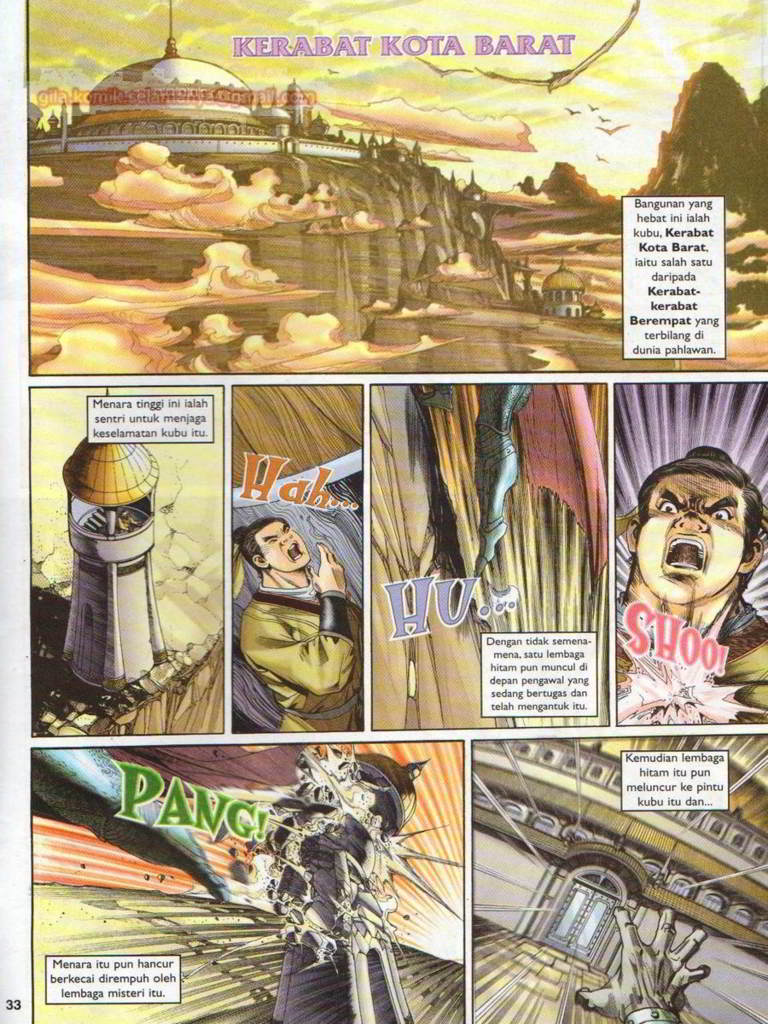 KERABAT KOTA BARAT
Bangunan yang
hebat ini ialah
kubu, Kerabat
Kota Barat,
iaitu salah satu
daripada
Kerabat-
kerabat
Berempat yang
terbilang di
dunia pahlawan.
Menara tinggi ini ialah
sentri untuk menjaga
keselamatan kubu itu.
Hah...
HU...
Dengan tidak semena-
mena, satu lembaga
hitam pun muncul di
depan pengawal yang
sedang bertugas dan
telah mengantuk itu.
SHOO!
PANG!
Menara itu pun hancur
berkecai dirempuh oleh
lembaga misteri itu.
Kemudian lembaga
hitam itu pun
meluncur ke pintu
kubu itu dan...
33